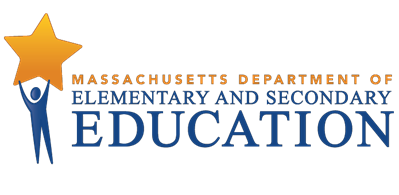 MASSACHUSETTS DEPARTMENT OF
ELEMENTARY AND SECONDARY
EDUCATION